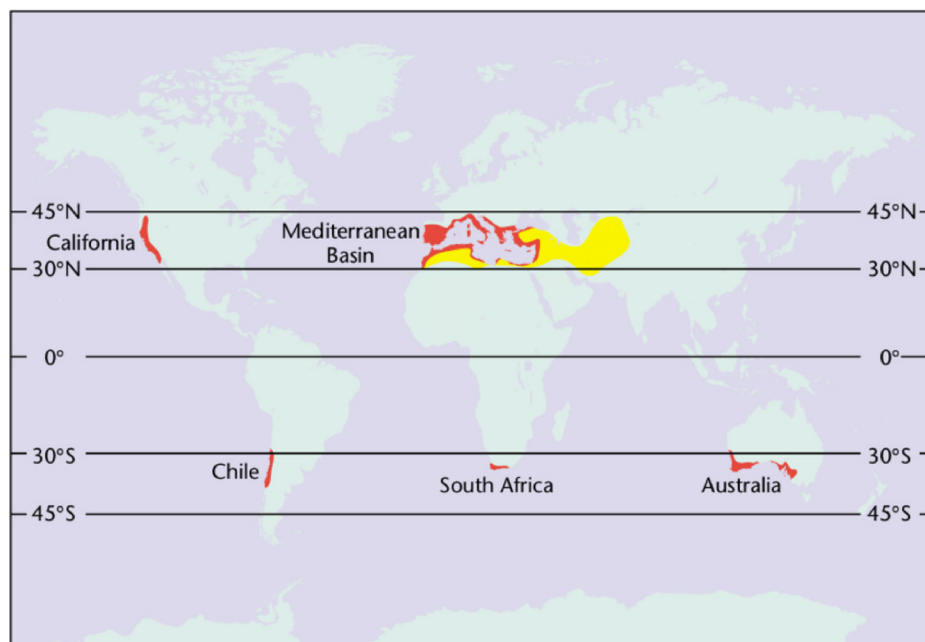 45°N 45°N
California
Mediterranean
Basin
30°N 30°N
0° 0°
30°S 30°S
Chile
South Africa
Australia
45°S 45°S